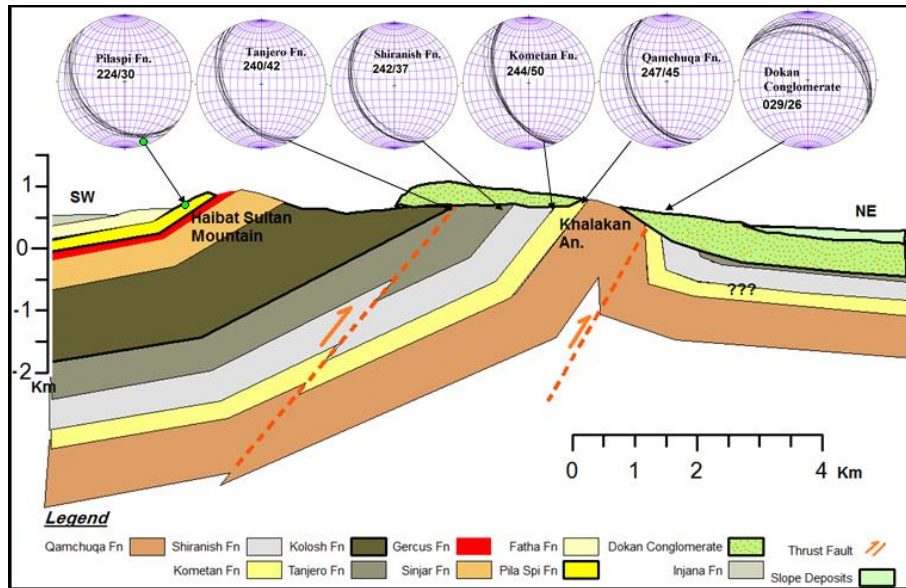 Pilaspi Fn.
224/30
Tanjero Fn.
240/42
Shiranish Fn.
242/37
Kometan Fn.
244/50
Qamchuqa Fn.
247/45
Dokan
Conglomerate
029/26
SW
NE
Haibat Sultan
Mountain
Khalakan
An.
1
0
-1
-2
Km
???
0 2 4
Km
Legend
Qamchuqa Fn Shiranish Fn Kolosh Fn Gercus Fn Fatha Fn Dokan Conglomerate Thrust Fault
Kometan Fn Tanjero Fn Sinjar Fn Pila Spi Fn Injana Fn Slope Deposits